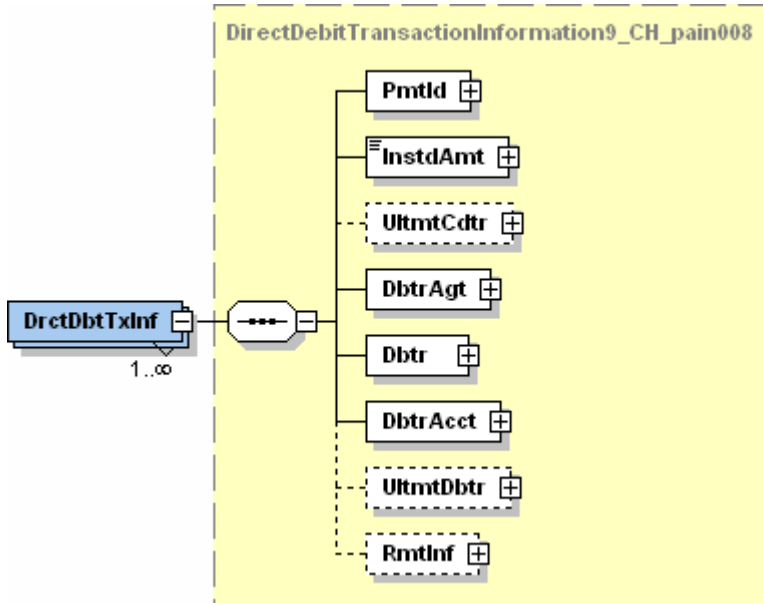 DirectDebitTransactionInformation9_CH_pain008
PmtId
InstdAmt
UltmtCdtr
DbtrAgt
DrctDbtTxInf
1..∞
Dbtr
DbtrAcct
UltmtDbtr
RmtInf